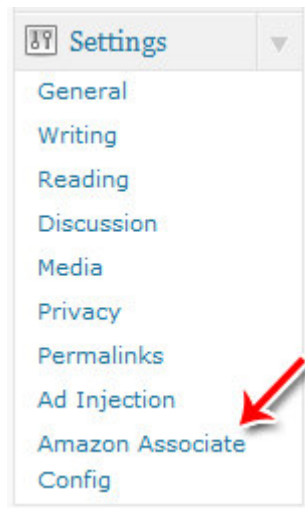 Settings
General
Writing
Reading
Discussion
Media
Privacy
Permalinks
Ad Injection
Amazon Associate
Config